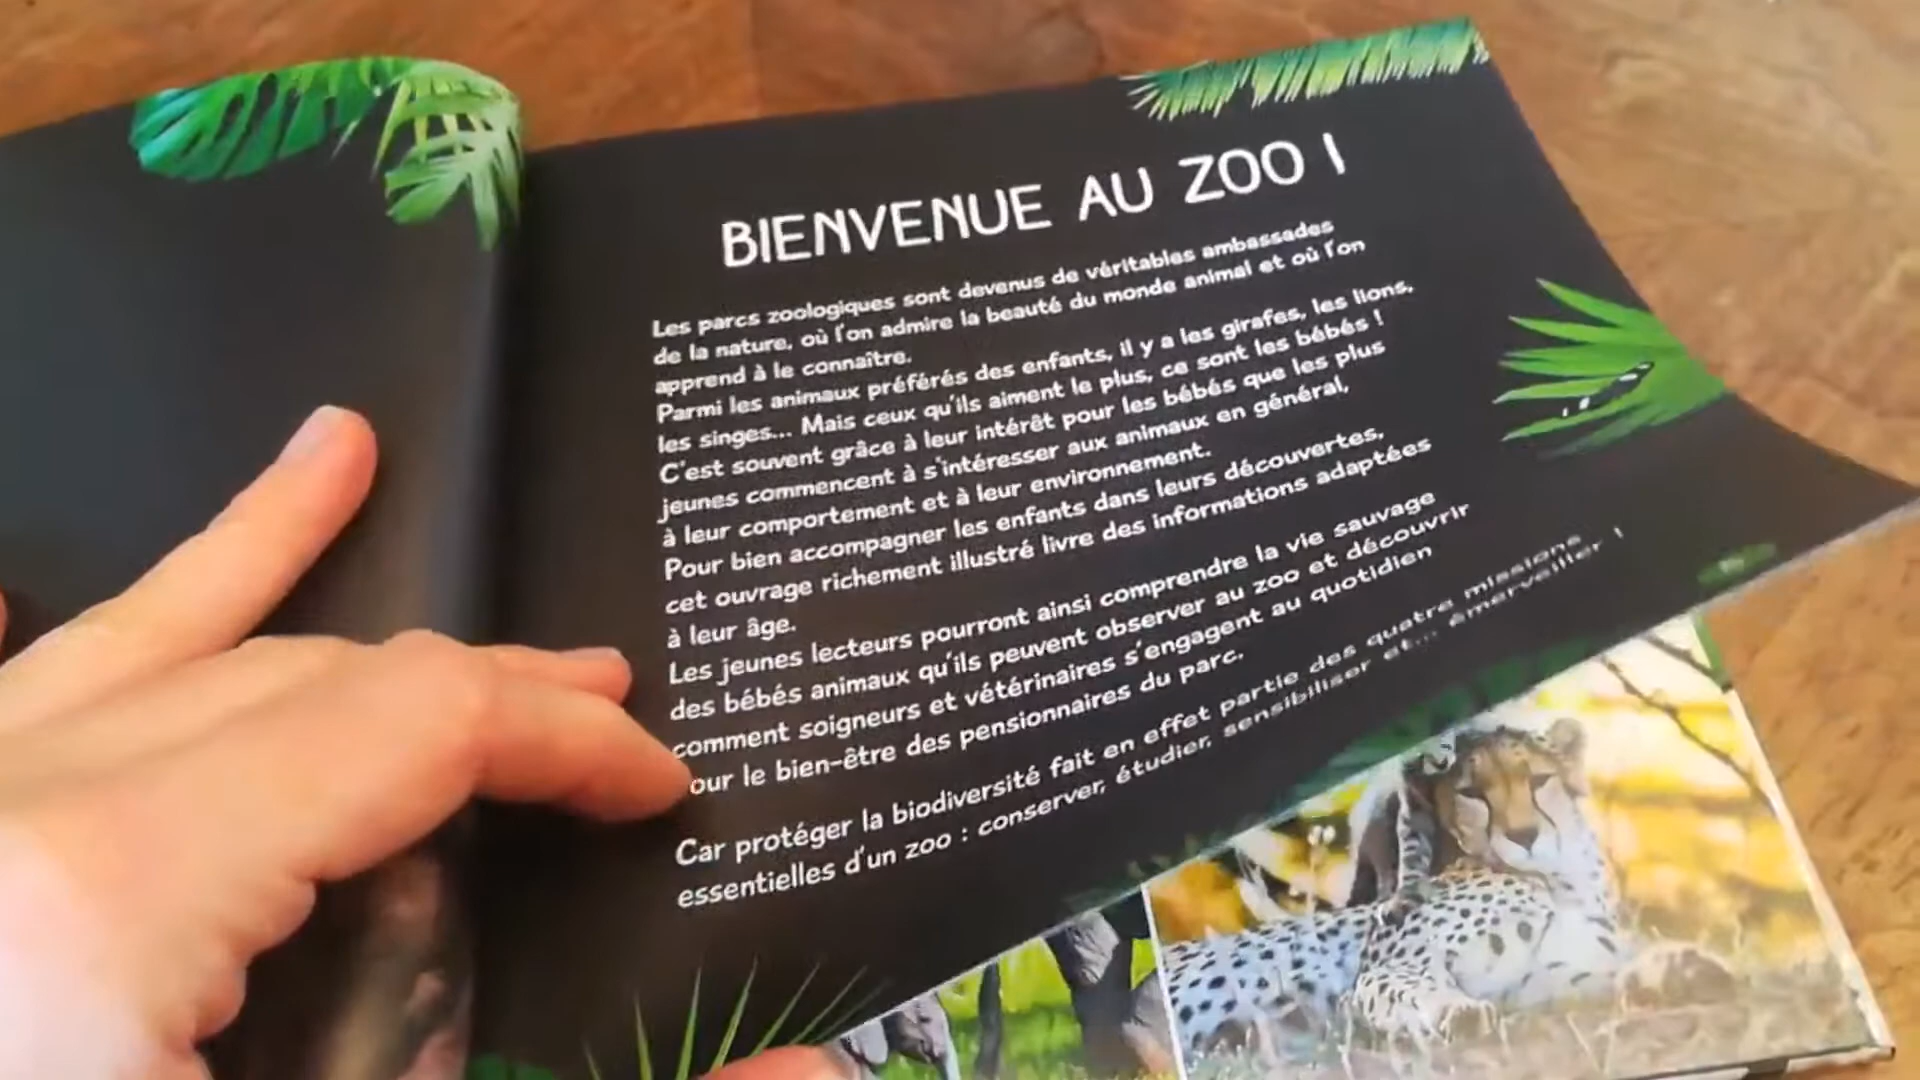 BIENVENUE AU ZOO !
Les parcs zoologiques sont devenus de véritables ambassades
de la nature, où l'on admire la beauté du monde animal et où l'on
apprend à le connaître.
Parmi les animaux préférés des enfants, il y a les girafes, les lions,
les singes... Mais ceux qu'ils aiment le plus, ce sont les bébés !
C'est souvent grâce à leur intérêt pour les bébés que les plus
jeunes commencent à s'intéresser aux animaux en général,
à leur comportement et à leur environnement.
Pour bien accompagner les enfants dans leurs découvertes,
cet ouvrage richement illustré livre des informations adaptées
à leur âge.
Les jeunes lecteurs pourront ainsi comprendre la vie sauvage
des bébés animaux qu'ils peuvent observer au zoo et découvrir
comment soigneurs et vétérinaires s'engagent au quotidien
our le bien-être des pensionnaires du parc.
Car protéger la biodiversité fait en effet partie des quatre missions
essentielles d'un zoo : conserver, étudier, sensibiliser et... émerveiller !